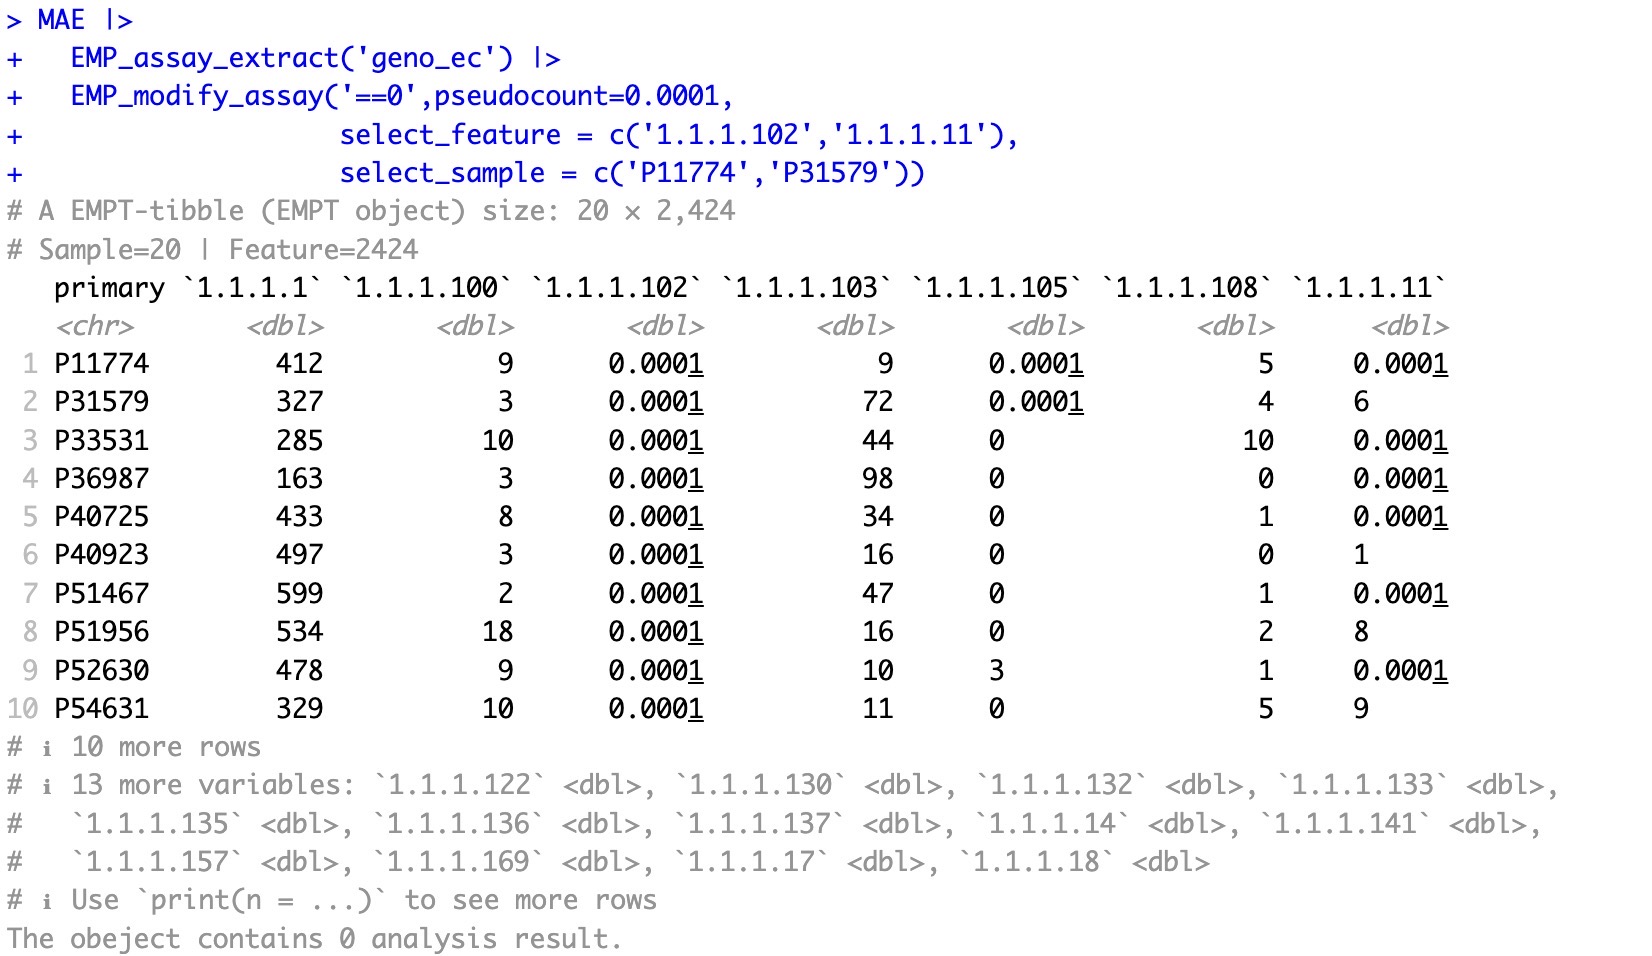 > MAE |>
+   EMP_assay_extract('geno_ec') |>
+   EMP_modify_assay('==0',pseudocount=0.0001,
+                    select_feature = c('1.1.1.102','1.1.1.11'),
+                    select_sample = c('P11774','P31579'))
# A EMPT-tibble (EMPT object) size: 20 × 2,424
# Sample=20 | Feature=2424
   primary `1.1.1.1` `1.1.1.100` `1.1.1.102` `1.1.1.103` `1.1.1.105` `1.1.1.108` `1.1.1.11`
   <chr>       <dbl>       <dbl>       <dbl>       <dbl>       <dbl>       <dbl>      <dbl>
 1 P11774        412           9      0.0001           9      0.0001           5     0.0001
 2 P31579        327           3      0.0001          72      0.0001           4     6
 3 P33531        285          10      0.0001          44      0               10     0.0001
 4 P36987        163           3      0.0001          98      0                0     0.0001
 5 P40725        433           8      0.0001          34      0                1     0.0001
 6 P40923        497           3      0.0001          16      0                0     1
 7 P51467        599           2      0.0001          47      0                1     0.0001
 8 P51956        534          18      0.0001          16      0                2     8
 9 P52630        478           9      0.0001          10      3                1     0.0001
10 P54631        329          10      0.0001          11      0                5     9
# ℹ 10 more rows
# ℹ 13 more variables: `1.1.1.122` <dbl>, `1.1.1.130` <dbl>, `1.1.1.132` <dbl>, `1.1.1.133` <dbl>,
#   `1.1.1.135` <dbl>, `1.1.1.136` <dbl>, `1.1.1.137` <dbl>, `1.1.1.14` <dbl>, `1.1.1.141` <dbl>,
#   `1.1.1.157` <dbl>, `1.1.1.169` <dbl>, `1.1.1.17` <dbl>, `1.1.1.18` <dbl>
# ℹ Use `print(n = ...)` to see more rows
The obeject contains 0 analysis result.